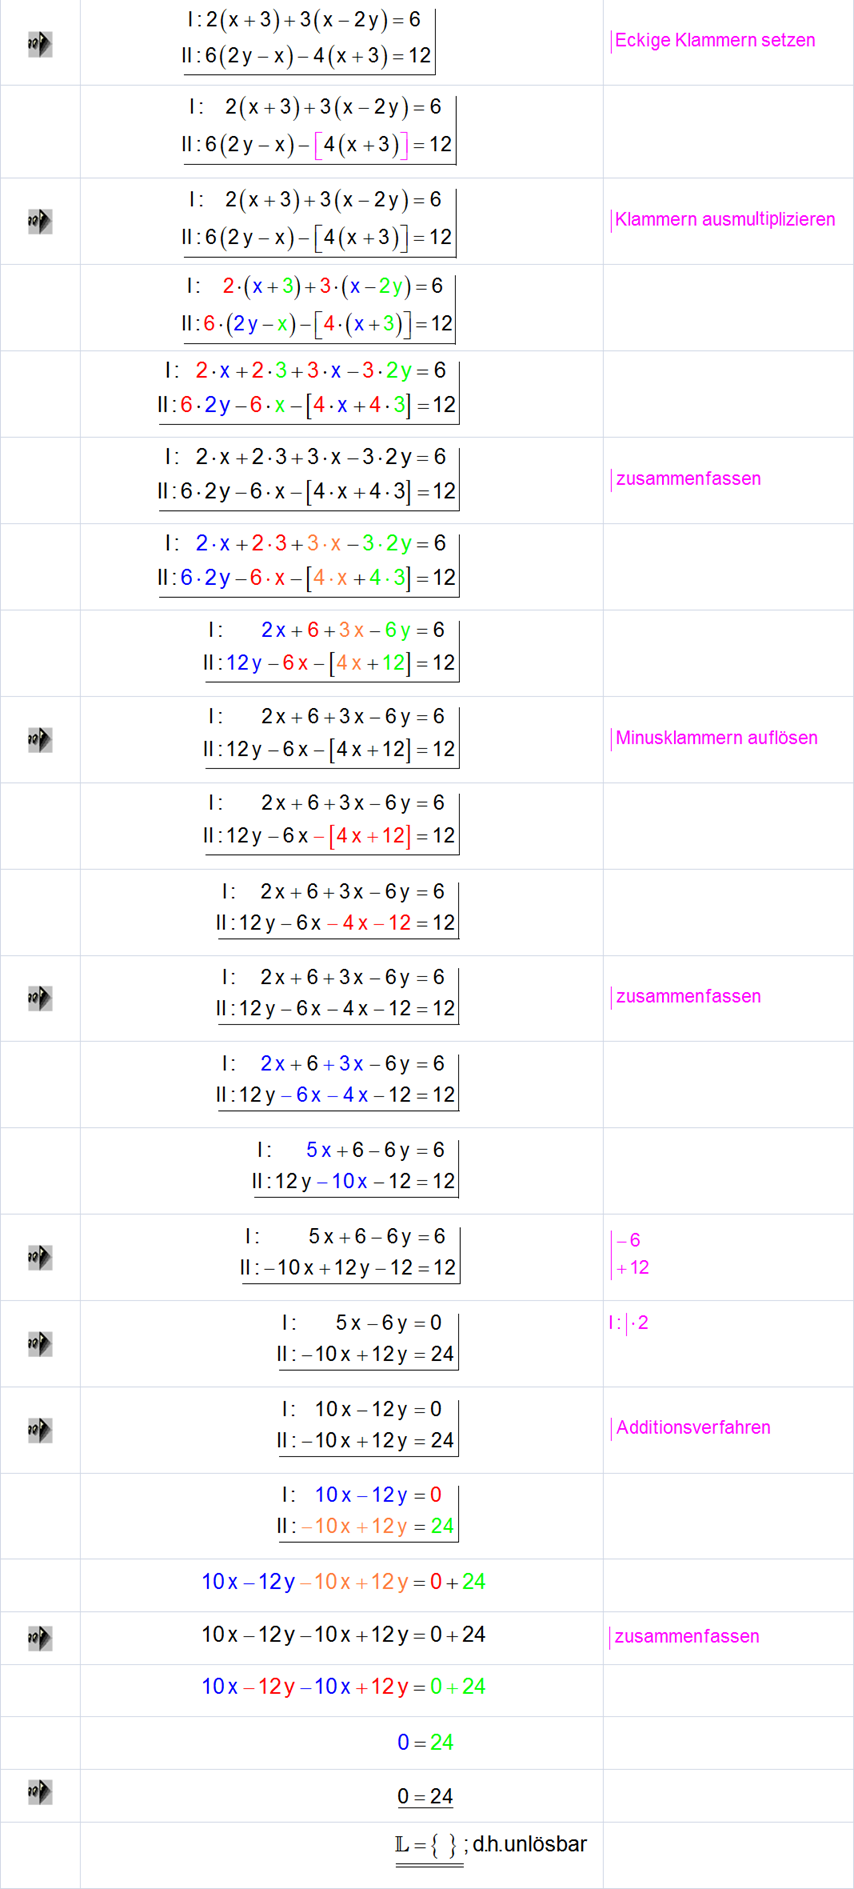 I: 2(x+3)+3(x−2y)=6
II: 6(2y−x)−4(x+3)=12
|Eckige Klammern setzen
I: 2(x+3)+3(x−2y)=6
II: 6(2y−x)−[4(x+3)]=12
I: 2(x+3)+3(x−2y)=6
II: 6(2y−x)−[4(x+3)]=12
|Klammern ausmultiplizieren
I: 2·(x+3)+3·(x−2y)=6
II: 6·(2y−x)−[4·(x+3)]=12
I: 2·x+2·3+3·x−3·2y=6
II: 6·2y−6·x−[4·x+4·3]=12
I: 2·x+2·3+3·x−3·2y=6
II: 6·2y−6·x−[4·x+4·3]=12
|zusammenfassen
I: 2·x+2·3+3·x−3·2y=6
II: 6·2y−6·x−[4·x+4·3]=12
I: 2x+6+3x−6y=6
II: 12y−6x−[4x+12]=12
I: 2x+6+3x−6y=6
II: 12y−6x−[4x+12]=12
|Minusklammern auflösen
I: 2x+6+3x−6y=6
II: 12y−6x−[4x+12]=12
I: 2x+6+3x−6y=6
II: 12y−6x−4x−12=12
I: 2x+6+3x−6y=6
II: 12y−6x−4x−12=12
|zusammenfassen
I: 2x+6+3x−6y=6
II: 12y−6x−4x−12=12
I: 5x+6−6y=6
II: 12y−10x−12=12
I: 5x+6−6y=6
II: −10x+12y−12=12
|−6
|+12
I: 5x−6y=0
II: −10x+12y=24
I:|·2
I: 10x−12y=0
II: −10x+12y=24
|Additionsverfahren
I: 10x−12y=0
II: −10x+12y=24
10x−12y−10x+12y=0+24
10x−12y−10x+12y=0+24
|zusammenfassen
10x−12y−10x+12y=0+24
0=24
0=24
𝕃={ }; d.h.unlösbar